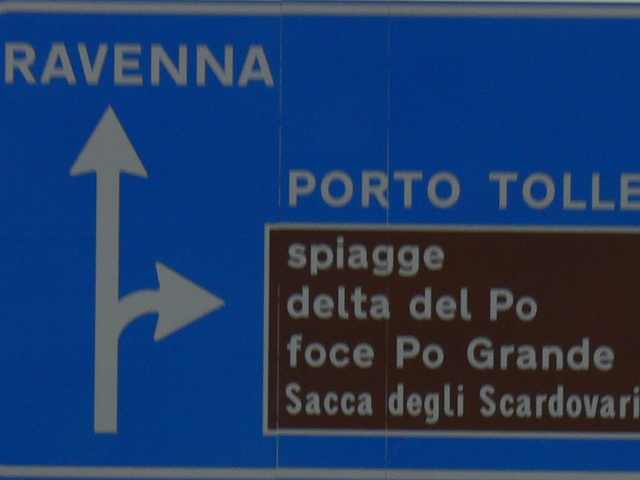 RAVENNA
PORTO TOLLE
spiagge
delta del Po
foce Po Grande
Sacca degli Scardovari